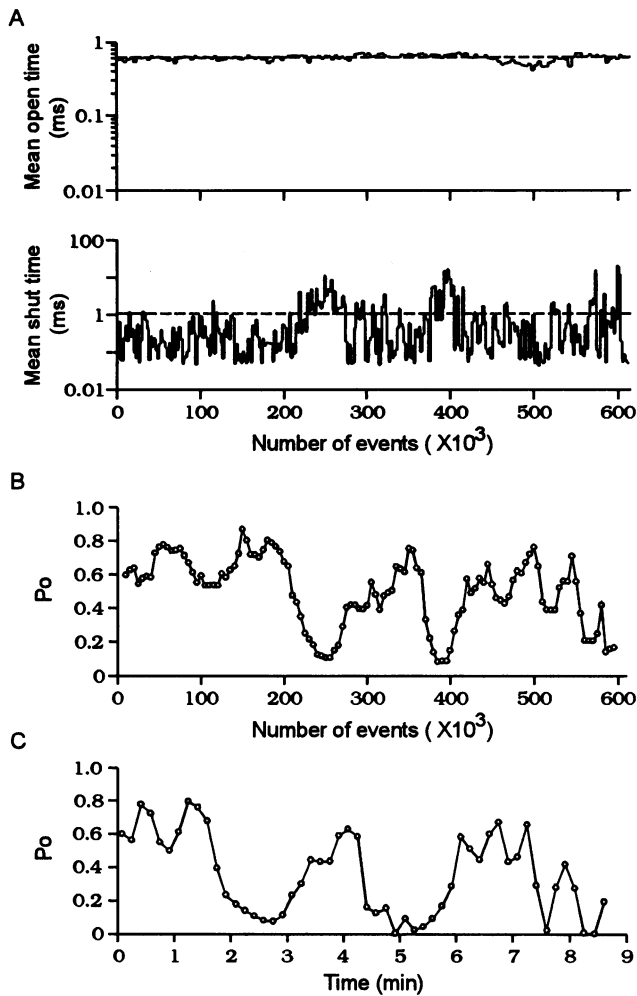 A
Mean open time
(ms)
1
0.1
0.01
Mean shut time
(ms)
100
1
0.01
0 100 200 300 400 500 600
Number of events ( X10³)
B
Po
1.0
0.8
0.6
0.4
0.2
0
0 100 200 300 400 500 600
Number of events ( X10³)
C
Po
1.0
0.8
0.6
0.4
0.2
0
0 1 2 3 4 5 6 7 8 9
Time (min)